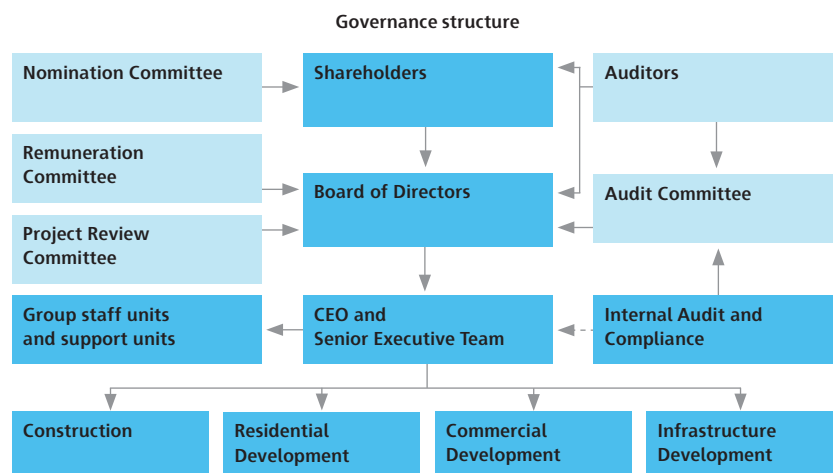 Governance structure
Nomination Committee
Shareholders
Auditors
Remuneration
Committee
Board of Directors
Audit Committee
Project Review
Committee
Group staff units
and support units
CEO and
Senior Executive Team
Internal Audit and
Compliance
Construction
Residential
Development
Commercial
Development
Infrastructure
Development